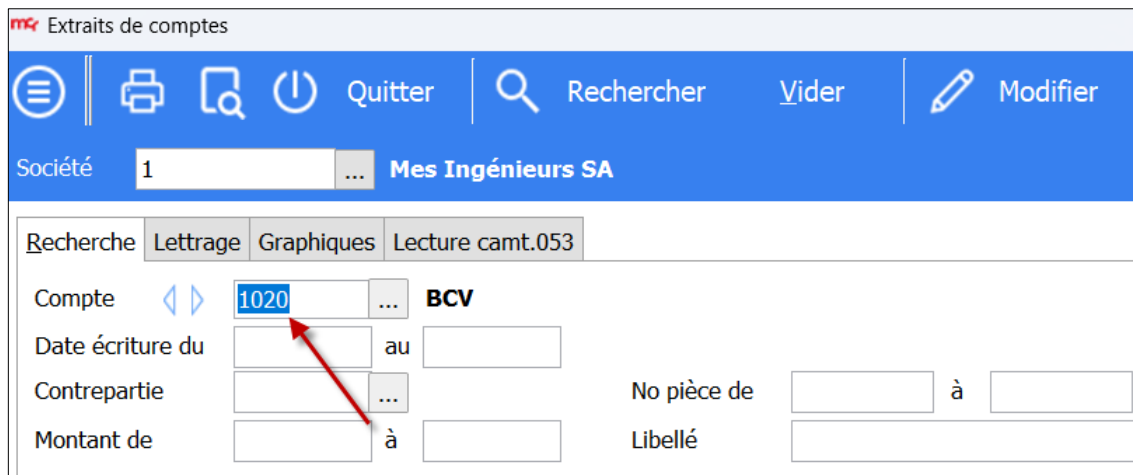 mcr Extraits de comptes
Quitter Rechercher Vider Modifier
Société 1 ... Mes Ingénieurs SA
Recherche Lettrage Graphiques Lecture camt.053
Compte 1020 ... BCV
Date écriture du au
Contrepartie ... No pièce de à
Montant de à Libellé